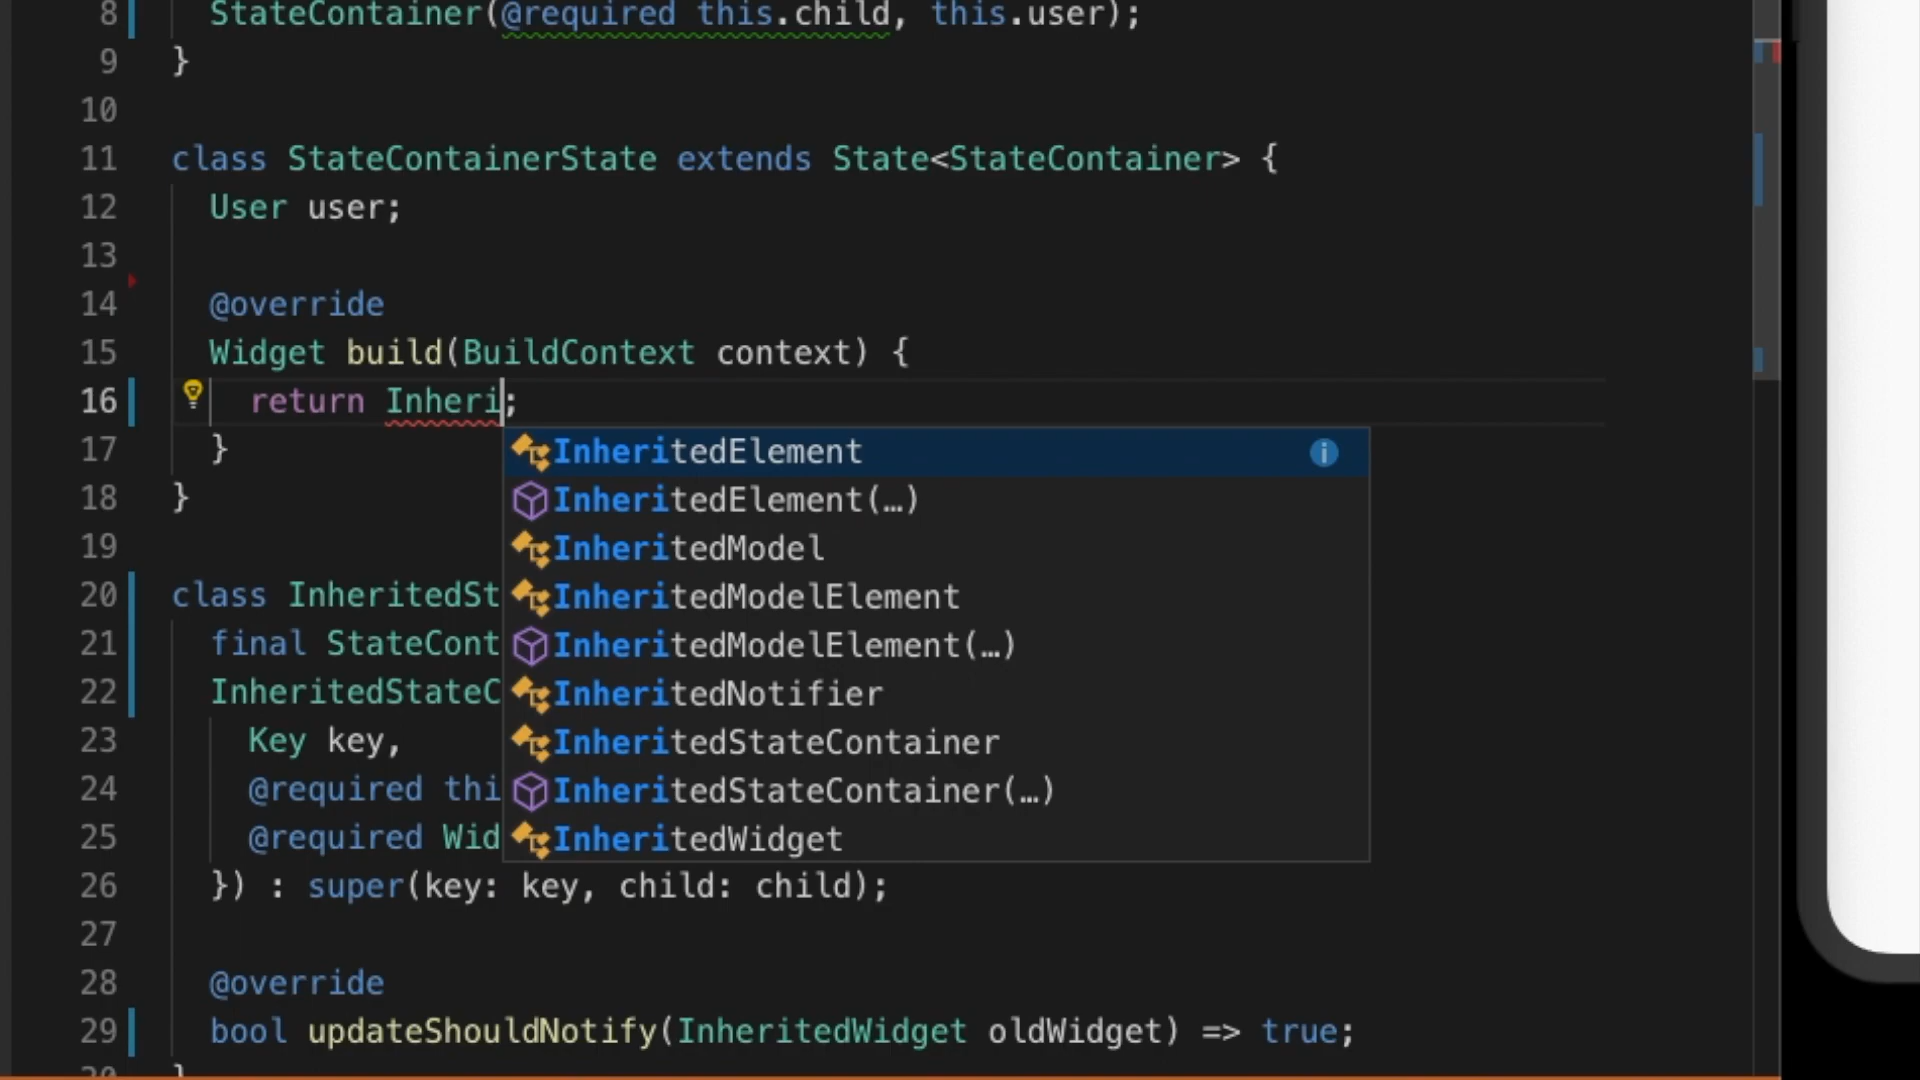 8 StateContainer(@required this.child, this.user);
9 }
10
11 class StateContainerState extends State<StateContainer> {
12 User user;
13
14 @override
15 Widget build(BuildContext context) {
16 return Inheri;
17 }
InheritedElement
InheritedElement(…)
18 }
InheritedModel
19
InheritedModelElement
20 class InheritedSt
InheritedModelElement(…)
21 final StateCont
InheritedNotifier
22 InheritedStateC
InheritedStateContainer
23 Key key,
InheritedStateContainer(…)
24 @required thi
InheritedWidget
25 @required Wid
26 }) : super(key: key, child: child);
27
28 @override
29 bool updateShouldNotify(InheritedWidget oldWidget) => true;
30 }